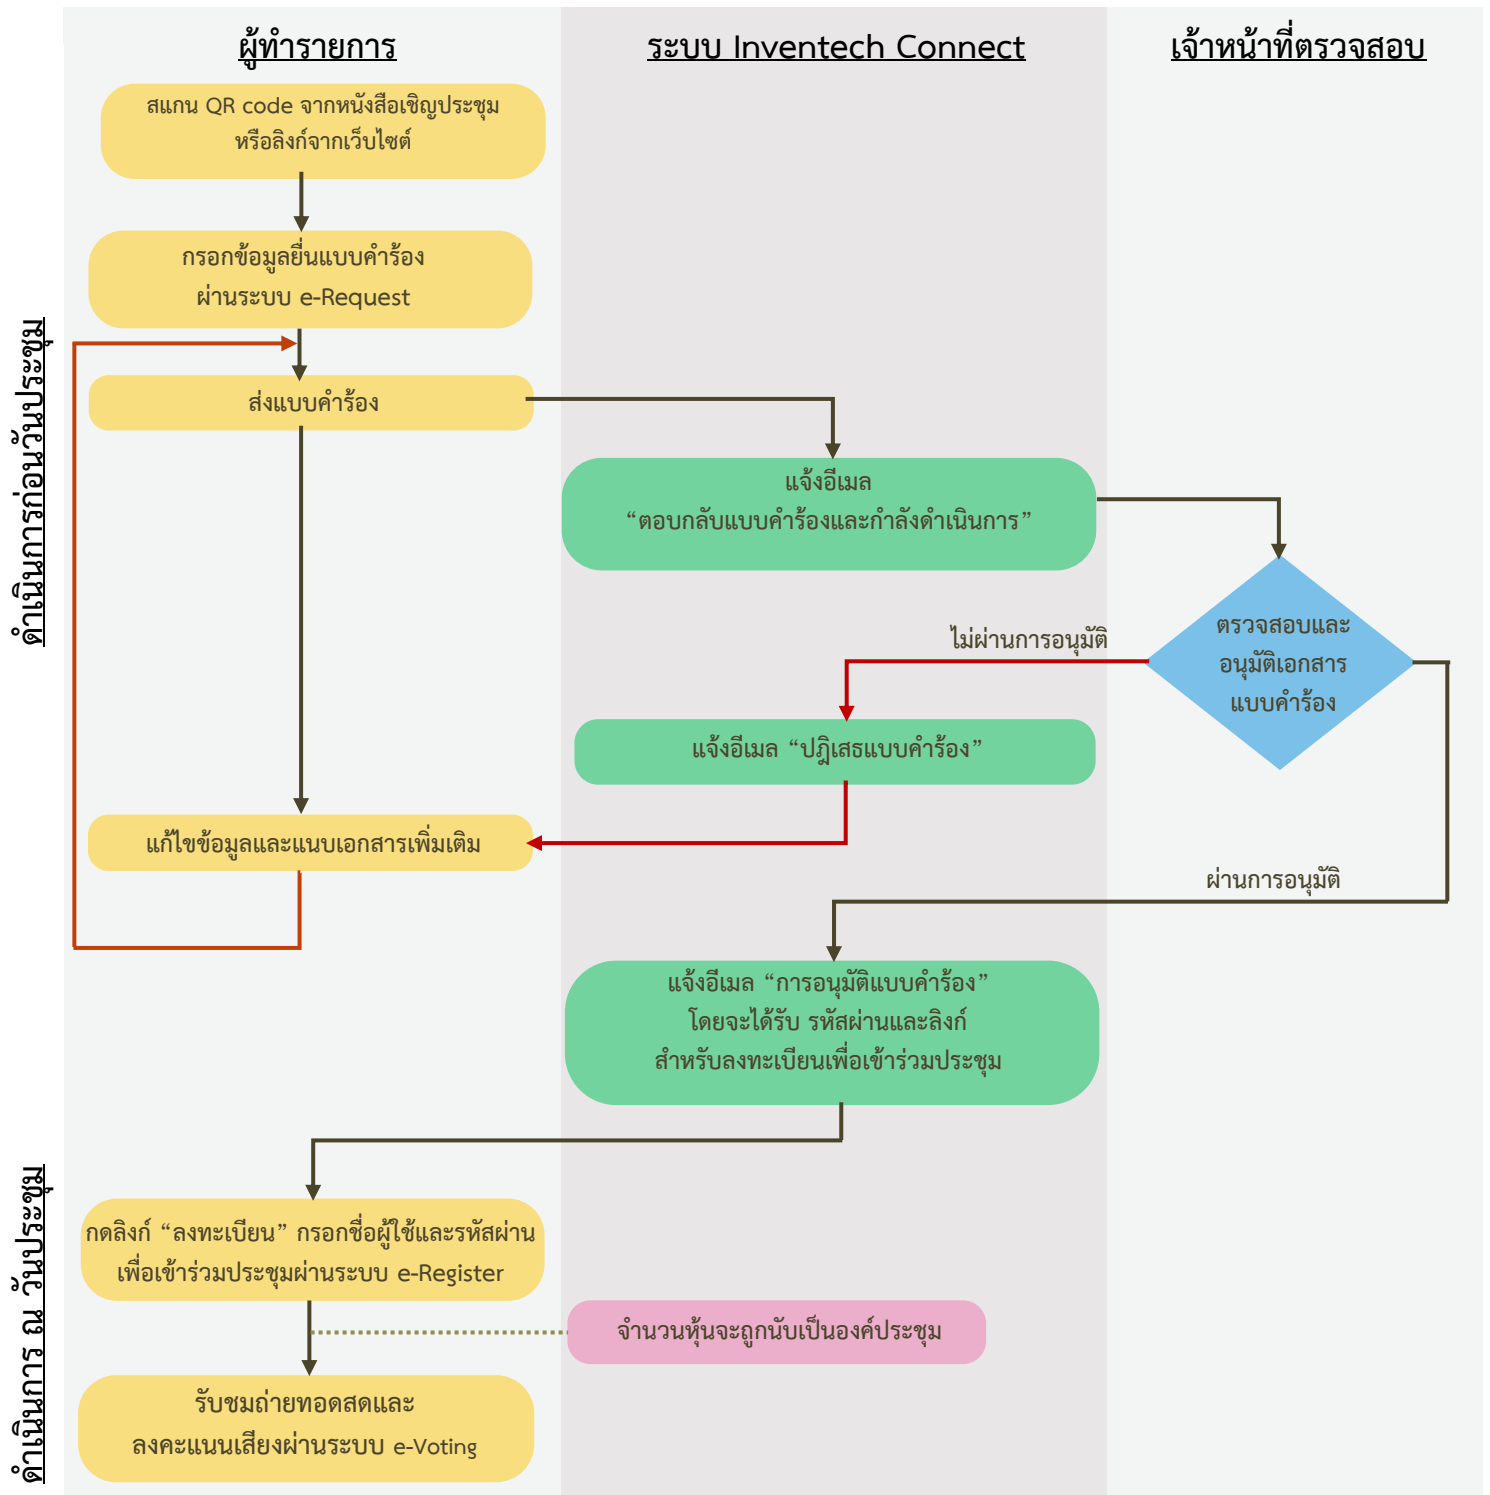 ผู้ทำรายการ
ระบบ Inventech Connect
เจ้าหน้าที่ตรวจสอบ
ดำเนินการก่อนวันประชุม
สแกน QR code จากหนังสือเชิญประชุม
หรือลิงก์จากเว็บไซต์
กรอกข้อมูลยื่นแบบคำร้อง
ผ่านระบบ e-Request
ส่งแบบคำร้อง
แจ้งอีเมล
“ตอบกลับแบบคำร้องและกำลังดำเนินการ”
ตรวจสอบและ
อนุมัติเอกสาร
แบบคำร้อง
ไม่ผ่านการอนุมัติ
แจ้งอีเมล “ปฎิเสธแบบคำร้อง”
แก้ไขข้อมูลและแนบเอกสารเพิ่มเติม
ผ่านการอนุมัติ
แจ้งอีเมล “การอนุมัติแบบคำร้อง”
โดยจะได้รับ รหัสผ่านและลิงก์
สำหรับลงทะเบียนเพื่อเข้าร่วมประชุม
ดำเนินการ ณ วันประชุม
กดลิงก์ “ลงทะเบียน” กรอกชื่อผู้ใช้และรหัสผ่าน
เพื่อเข้าร่วมประชุมผ่านระบบ e-Register
จำนวนหุ้นจะถูกนับเป็นองค์ประชุม
รับชมถ่ายทอดสดและ
ลงคะแนนเสียงผ่านระบบ e-Voting